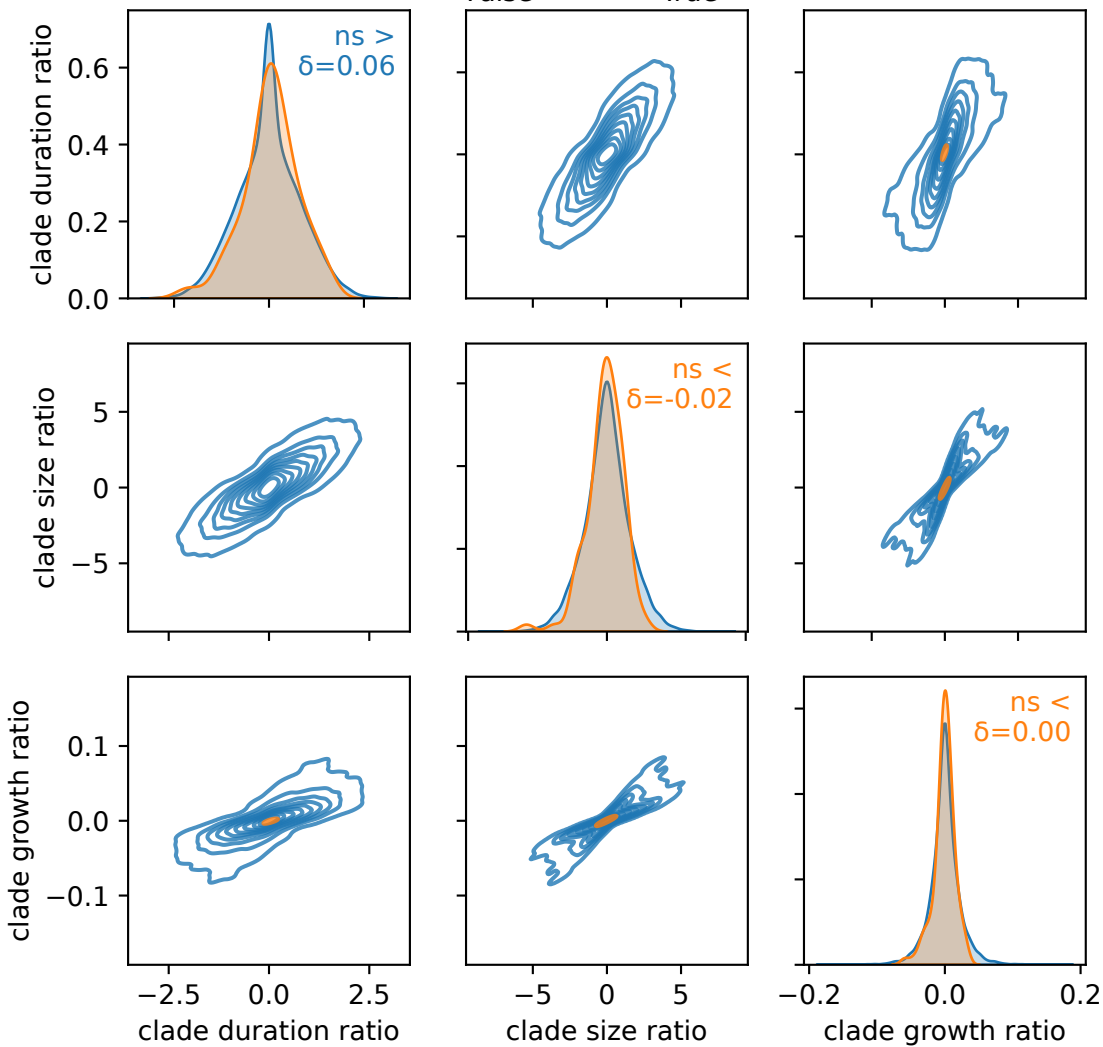 True
clade duration ratio
0.6
0.4
0.2
0.0
ns >
δ=0.06
clade size ratio
5
0
−5
ns <
δ=-0.02
clade growth ratio
0.1
0.0
−0.1
ns <
δ=0.00
−2.5 0.0 2.5
clade duration ratio
−5 0 5
clade size ratio
−0.2 0.0 0.2
clade growth ratio